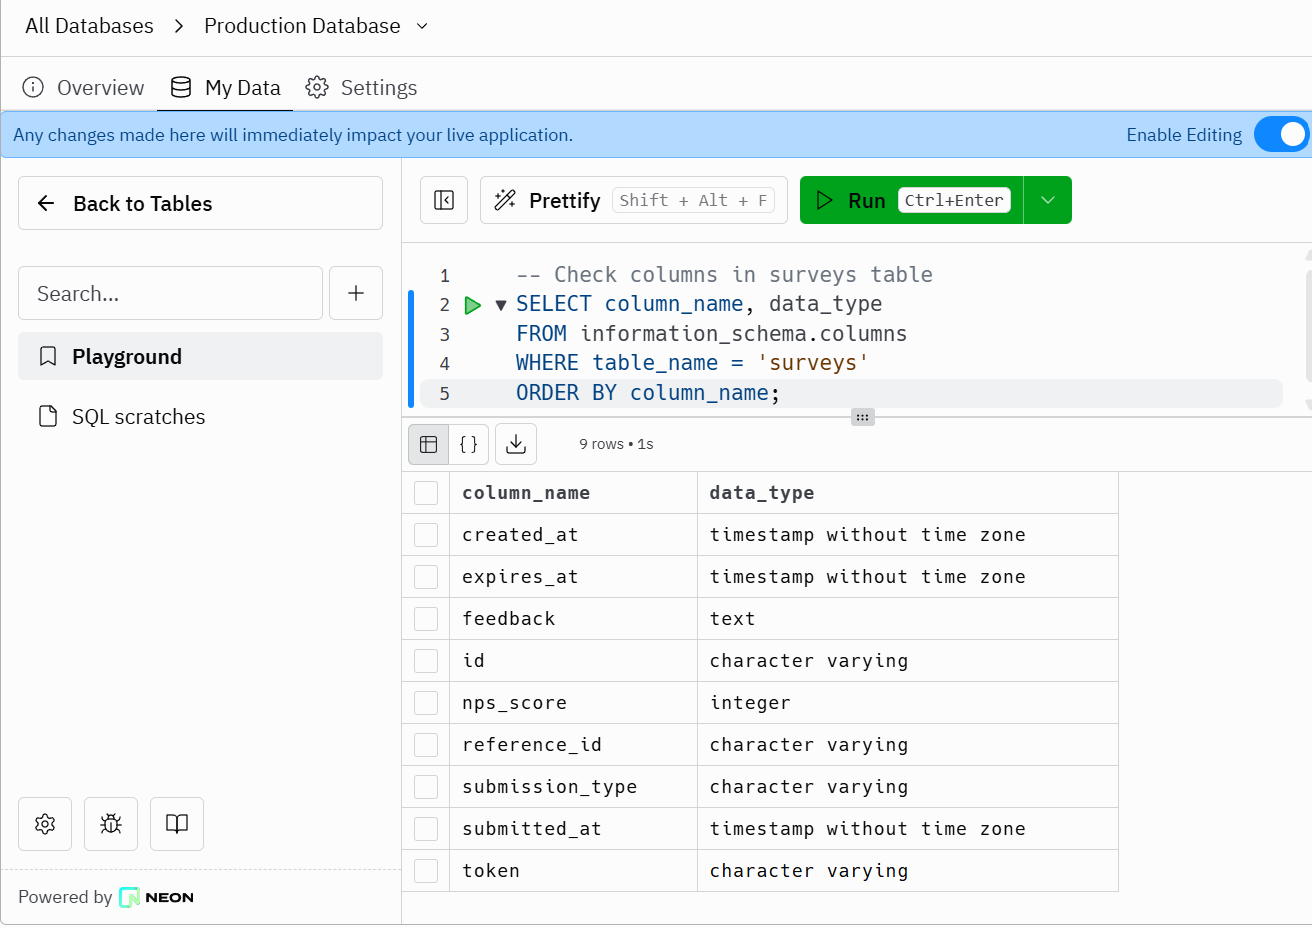 All Databases > Production Database
Overview My Data Settings
Any changes made here will immediately impact your live application. Enable Editing
Back to Tables
Prettify Shift + Alt + F Run Ctrl+Enter
Search...
Playground
SQL scratches
1 -- Check columns in surveys table
2 SELECT column_name, data_type
3 FROM information_schema.columns
4 WHERE table_name = 'surveys'
5 ORDER BY column_name;
{ } 9 rows • 1s
column_name data_type
created_at timestamp without time zone
expires_at timestamp without time zone
feedback text
id character varying
nps_score integer
reference_id character varying
submission_type character varying
submitted_at timestamp without time zone
token character varying
Powered by NEON